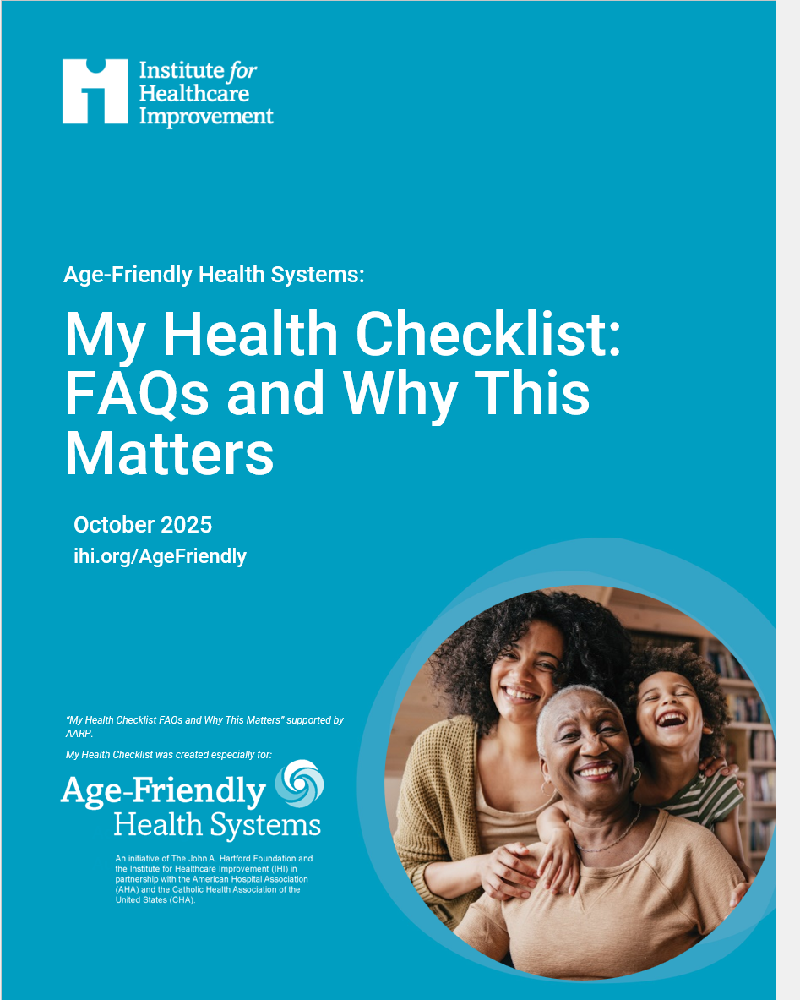 Institute for
Healthcare
Improvement
Age-Friendly Health Systems:
My Health Checklist:
FAQs and Why This
Matters
October 2025
ihi.org/AgeFriendly
“My Health Checklist FAQs and Why This Matters” supported by
AARP.
My Health Checklist was created especially for:
Age-Friendly
Health Systems
An initiative of The John A. Hartford Foundation and
the Institute for Healthcare Improvement (IHI) in
partnership with the American Hospital Association
(AHA) and the Catholic Health Association of the
United States (CHA).